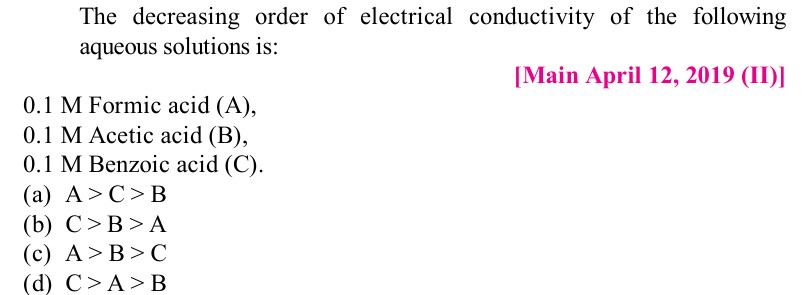 The decreasing order of electrical conductivity of the following
aqueous solutions is:
[Main April 12, 2019 (II)]
0.1 M Formic acid (A),
0.1 M Acetic acid (B),
0.1 M Benzoic acid (C).
(a) A > C > B
(b) C > B > A
(c) A > B > C
(d) C > A > B